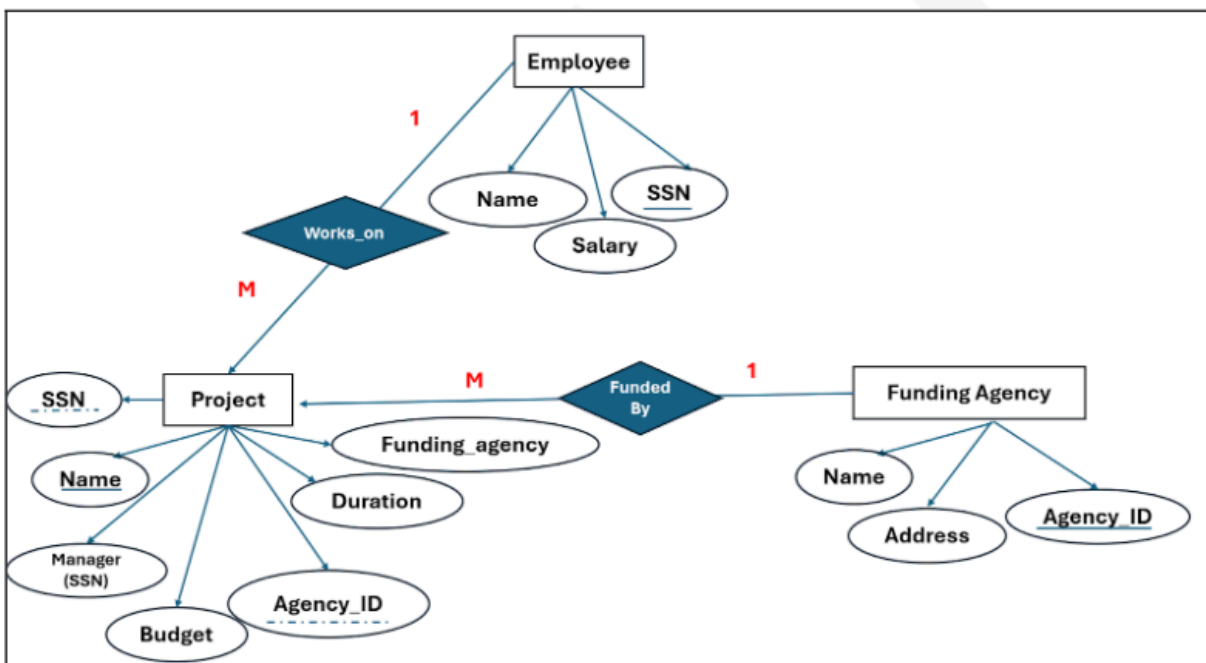 Employee
1
Name
SSN
Salary
Works_on
M
SSN
Project
M
Funded
By
1
Funding Agency
Funding_agency
Name
Duration
Name
Address
Agency_ID
Manager
(SSN)
Budget
Agency_ID